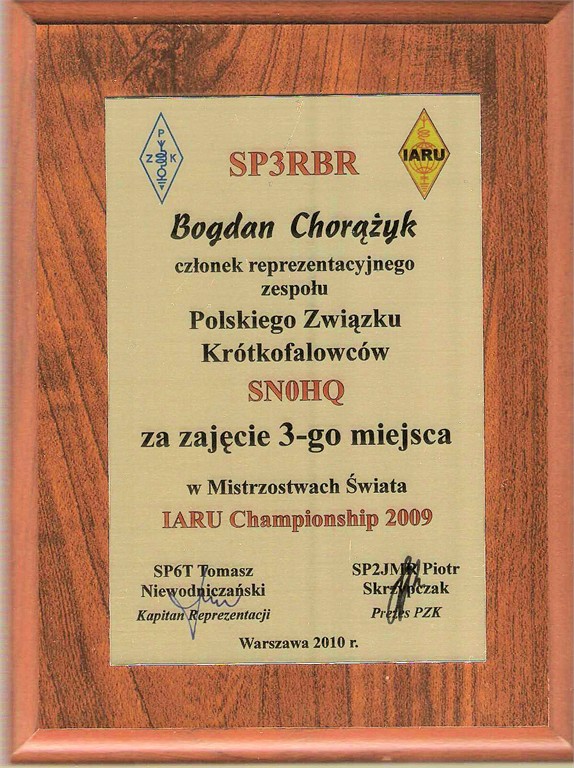 P
Z K
SP3RBR
IARU
Bogdan Chorążyk
członek reprezentacyjnego
zespołu
Polskiego Związku
Krótkofalowców
SN0HQ
za zajęcie 3-go miejsca
w Mistrzostwach Świata
IARU Championship 2009
SP6T Tomasz
Niewodniczański
Kapitan Reprezentacji
SP2JMR Piotr
Skrzypczak
Prezes PZK
Warszawa 2010 r.